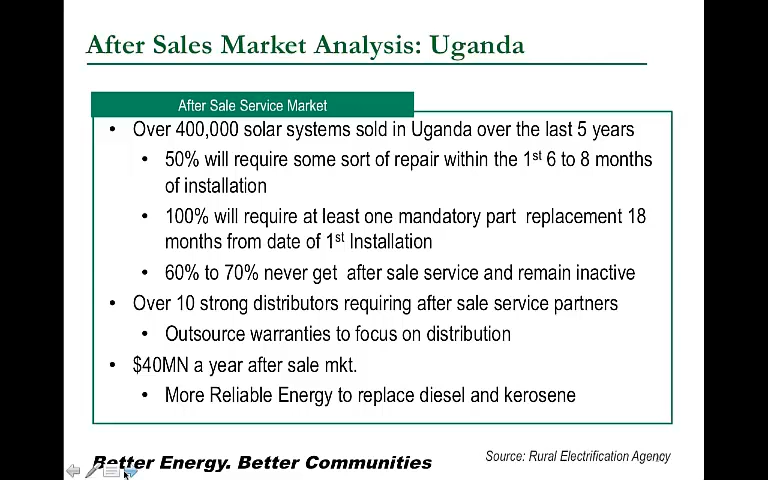 After Sales Market Analysis: Uganda
After Sale Service Market
• Over 400,000 solar systems sold in Uganda over the last 5 years
• 50% will require some sort of repair within the 1st 6 to 8 months
of installation
• 100% will require at least one mandatory part replacement 18
months from date of 1st Installation
• 60% to 70% never get after sale service and remain inactive
• Over 10 strong distributors requiring after sale service partners
• Outsource warranties to focus on distribution
• $40MN a year after sale mkt.
• More Reliable Energy to replace diesel and kerosene
Better Energy. Better Communities
Source: Rural Electrification Agency